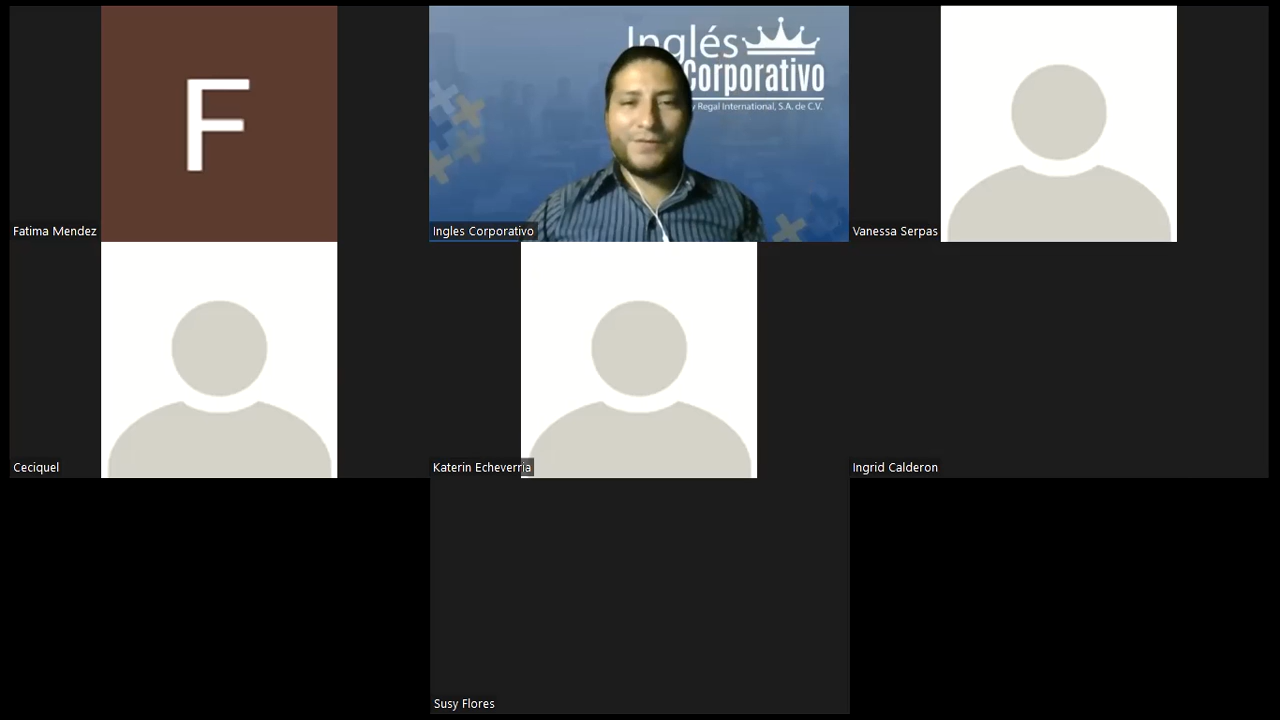 F
Inglés
Corporativo
y Regal International, S.A. de C.V.
Fatima Mendez
Ingles Corporativo
Vanessa Serpas
Ceciquel
Katerin Echeverria
Ingrid Calderon
Susy Flores